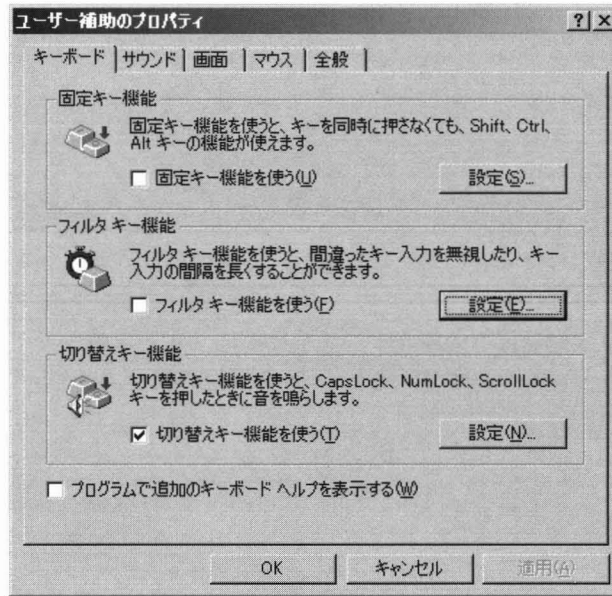 ユーザー補助のプロパティ
キーボード サウンド 画面 マウス 全般
固定キー機能
固定キー機能を使うと、キーを同時に押さなくても、Shift、Ctrl、
Alt キーの機能が使えます。
固定キー機能を使う(U)
設定(S)...
フィルタ キー機能
フィルタ キー機能を使うと、間違ったキー入力を無視したり、キー
入力の間隔を長くすることができます。
フィルタ キー機能を使う(F)
設定(E)...
切り替えキー機能
切り替えキー機能を使うと、CapsLock、NumLock、ScrollLock
キーを押したときに音を鳴らします。
切り替えキー機能を使う(T)
設定(N)...
プログラムで追加のキーボード ヘルプを表示する(W)
OK キャンセル 適用(A)